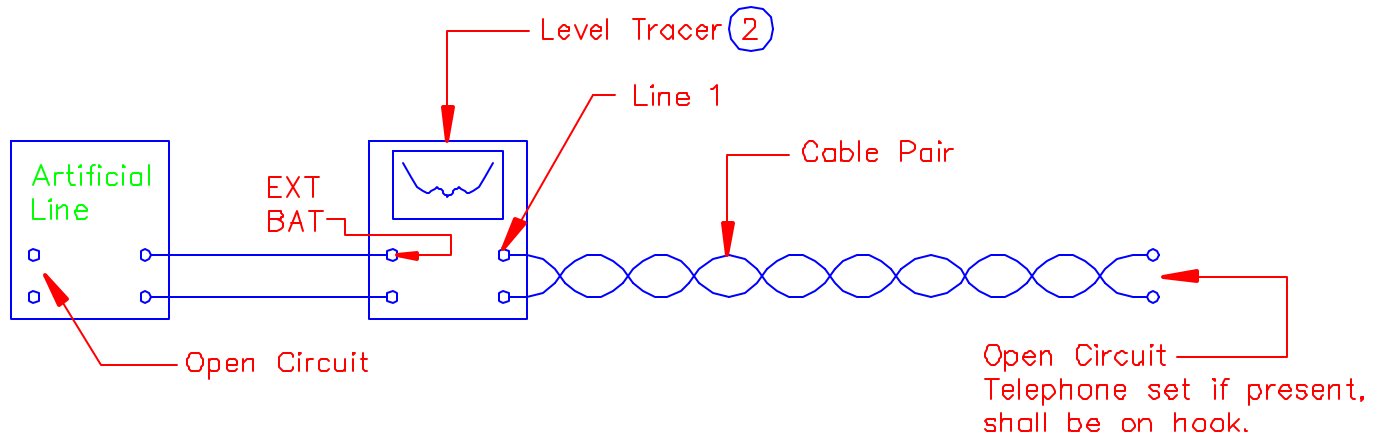 Level Tracer 2
Line 1
Cable Pair
Artificial
Line
EXT
BAT
Open Circuit
Open Circuit
Telephone set if present,
shall be on hook.